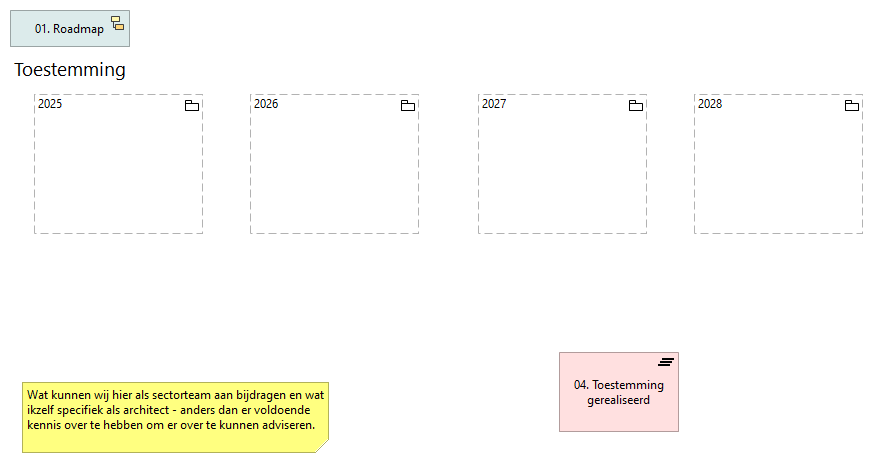 01. Roadmap
Toestemming
2025
2026
2027
2028
Wat kunnen wij hier als sectorteam aan bijdragen en wat
ikzelf specifiek als architect - anders dan er voldoende
kennis over te hebben om er over te kunnen adviseren.
04. Toestemming
gerealiseerd